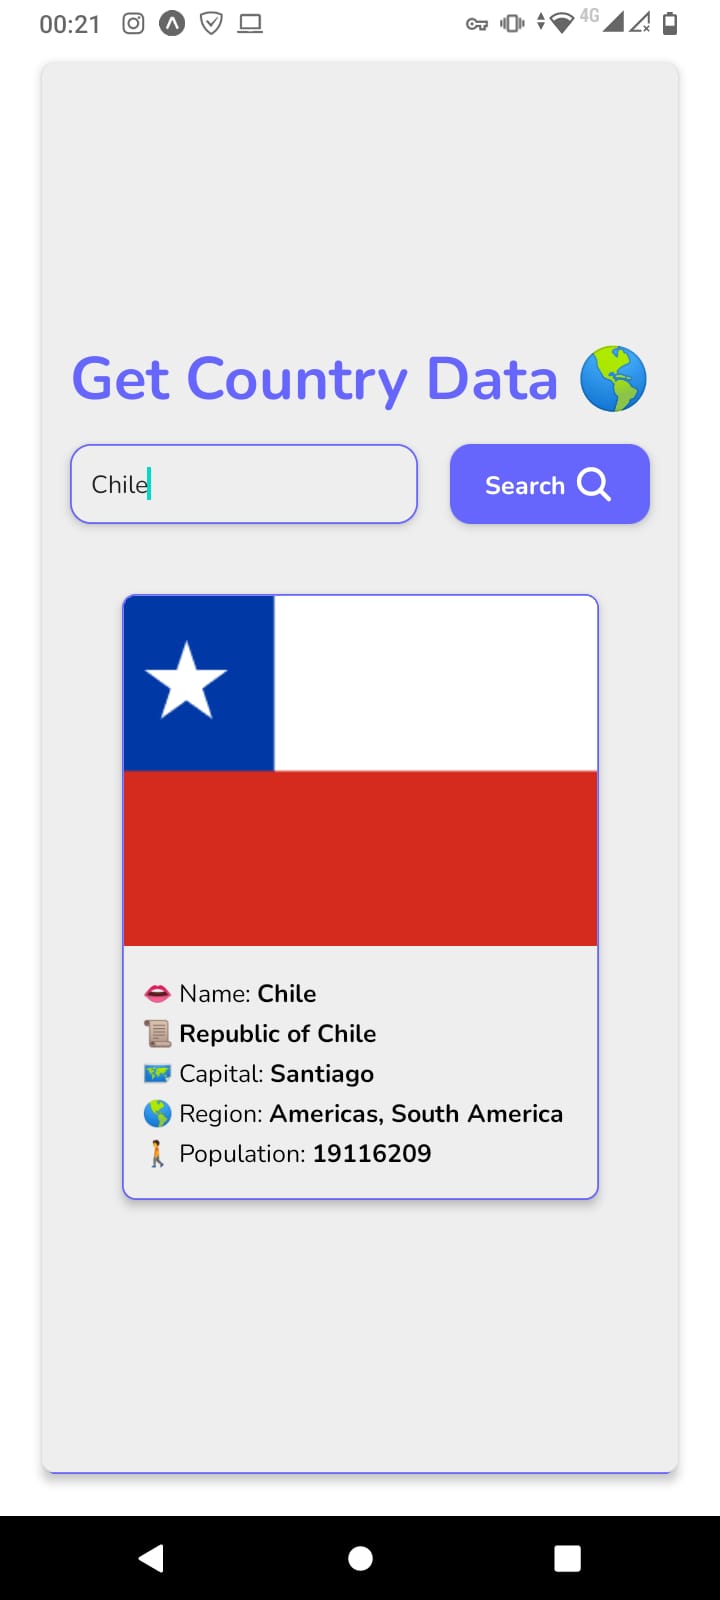 00:21 4G
Get Country Data
Chile Search
Name: Chile
Republic of Chile
Capital: Santiago
Region: Americas, South America
Population: 19116209